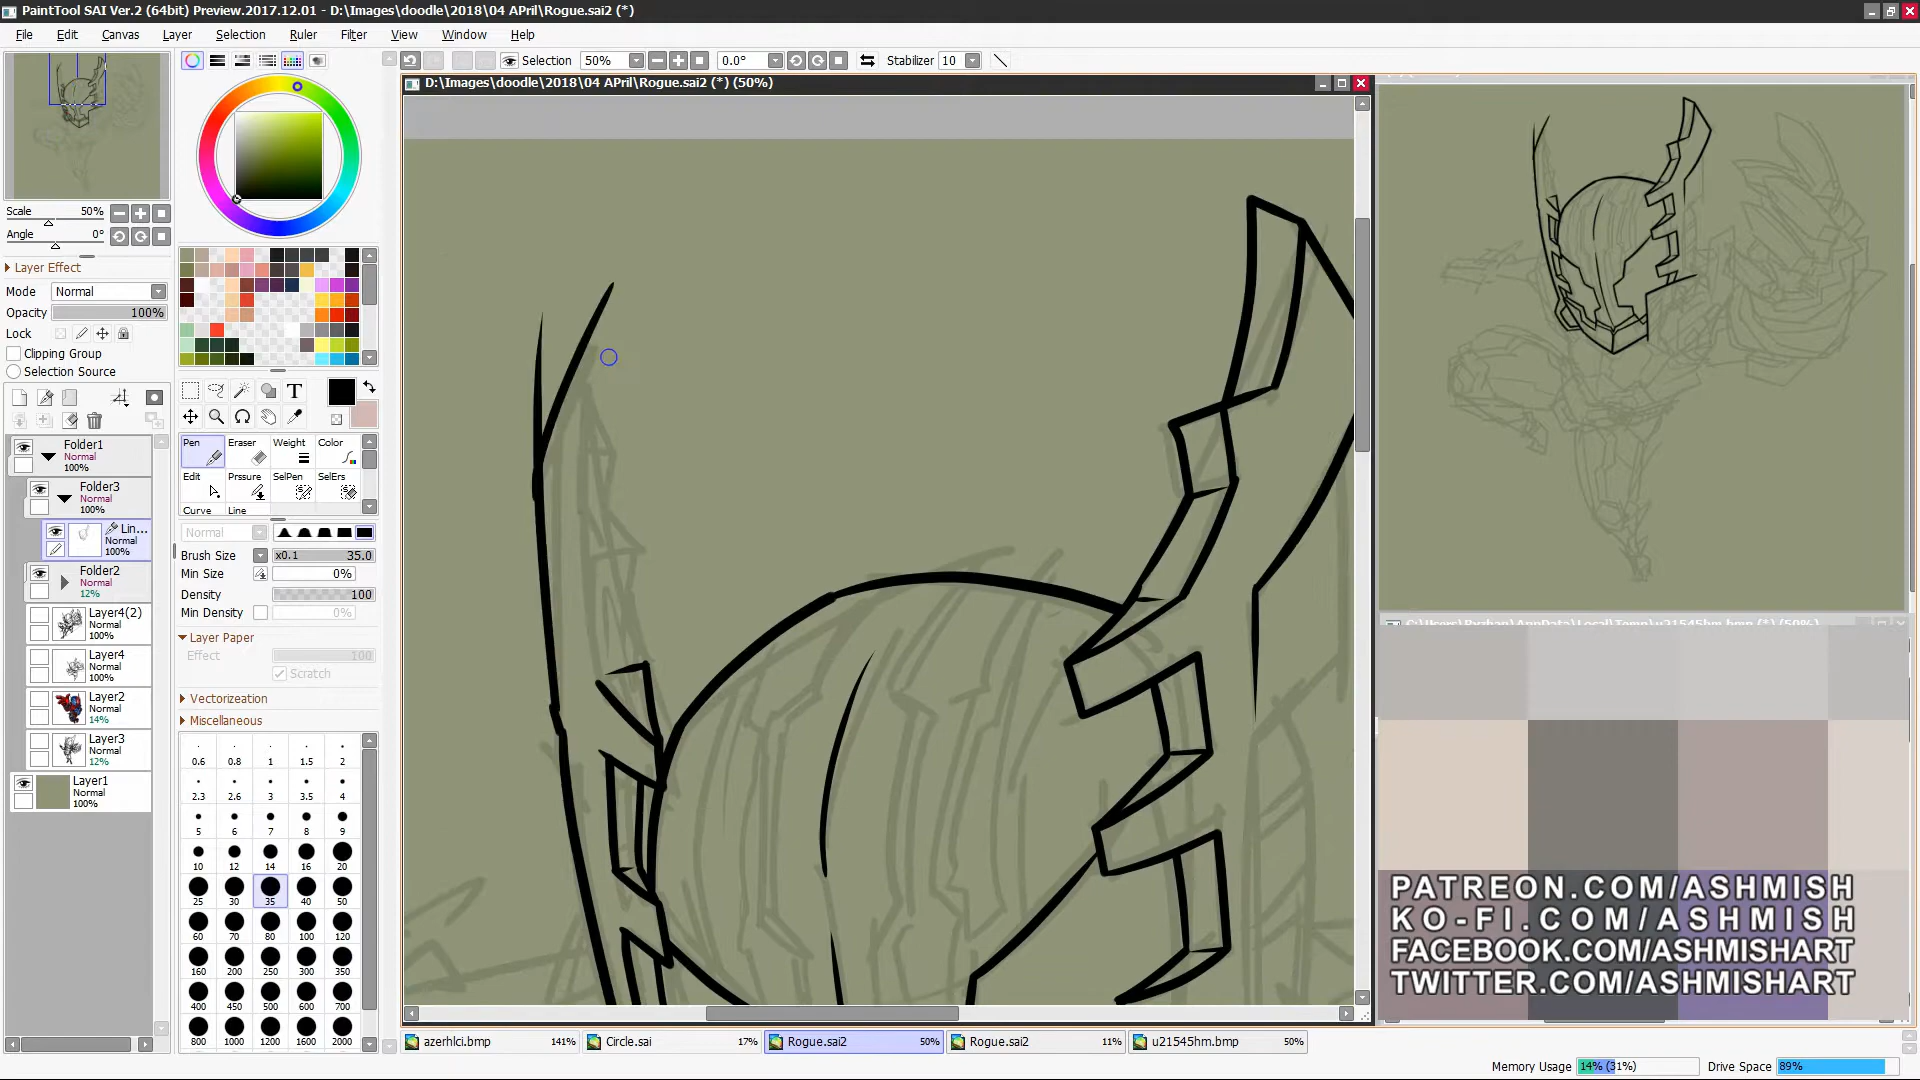 PaintTool SAI Ver.2 (64bit) Preview.2017.12.01 - D:\Images\doodle\2018\04 APril\Rogue.sai2 (*)
File Edit Canvas Layer Selection Ruler Filter View Window Help
Selection 50% 0.0° Stabilizer 10
D:\Images\doodle\2018\04 APril\Rogue.sai2 (*) (50%)
Scale 50%
Angle 0°
Layer Effect
Mode Normal
Opacity 100%
Lock
Clipping Group
Selection Source
Folder1
Normal
100%
Folder3
Normal
100%
Lin...
Normal
100%
Folder2
Normal
12%
Layer4(2)
Normal
100%
Layer4
Normal
100%
Layer2
Normal
14%
Layer3
Normal
12%
Layer1
Normal
100%
T
Pen Eraser Weight Color
Edit Prssure SelPen SelErs
Curve Line
Normal
Brush Size x0.1 35.0
Min Size 0%
Density 100
Min Density 0%
Layer Paper
Effect 100
Scratch
Vectorizeation
Miscellaneous
0.6 0.8 1 1.5 2
2.3 2.6 3 3.5 4
5 6 7 8 9
10 12 14 16 20
25 30 35 40 50
60 70 80 100 120
160 200 250 300 350
400 450 500 600 700
800 1000 1200 1600 2000
C:\Users\
\AppData\Local\Temp\u21545hm.bmp (*) (50%)
PATREON.COM/ASHMISH
KO-FI.COM/ASHMISH
FACEBOOK.COM/ASHMISHART
TWITTER.COM/ASHMISHART
azerhlci.bmp 141% Circle.sai 17% Rogue.sai2 50% Rogue.sai2 11% u21545hm.bmp 50%
Memory Usage 14% (31%) Drive Space 89%